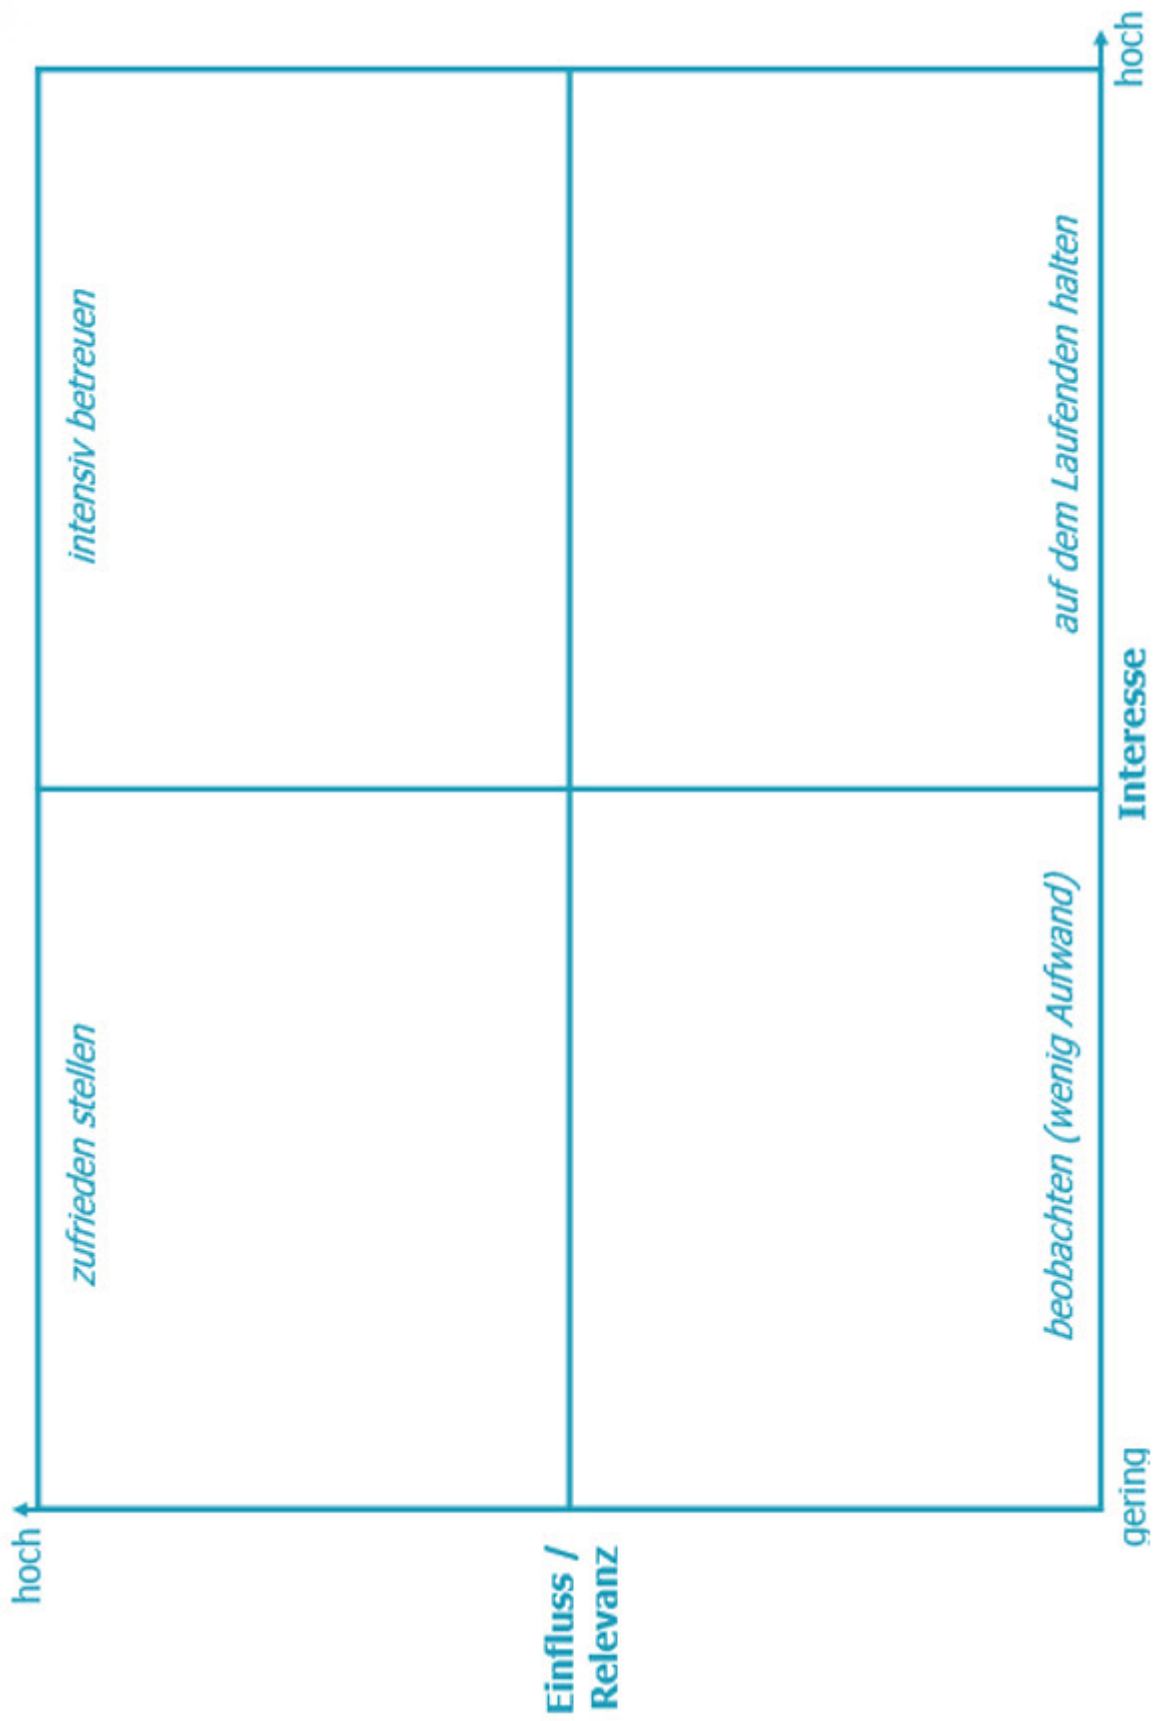 hoch
zufrieden stellen
intensiv betreuen
Einfluss /
Relevanz
beobachten (wenig Aufwand)
auf dem Laufenden halten
gering
Interesse
hoch